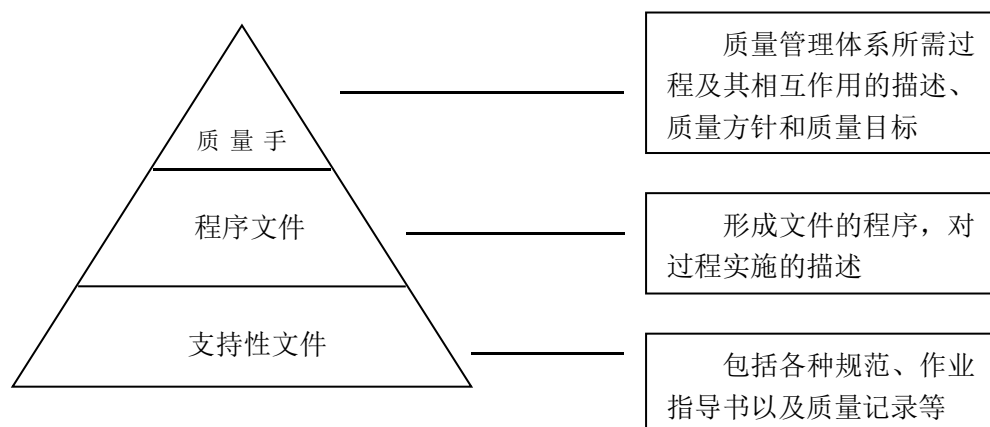 质量管理体系所需过
程及其相互作用的描述、
质量方针和质量目标
质 量 手
程序文件
形成文件的程序，对
过程实施的描述
支持性文件
包括各种规范、作业
指导书以及质量记录等